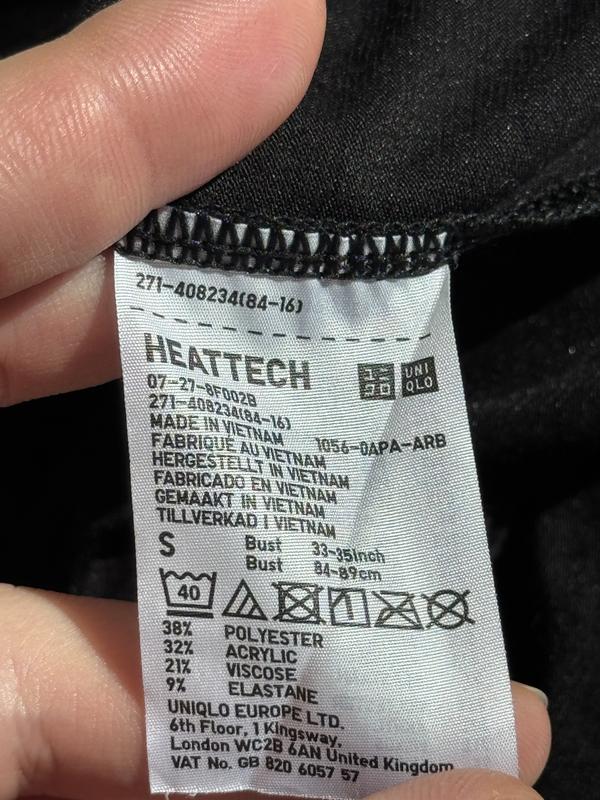 271-408234(84-16)
HEATTECH
UNI
QLO
07-27-8F002B
271-408234(84-16)
MADE IN VIETNAM
1056-0APA-ARB
FABRIQUÉ AU VIETNAM
HERGESTELLT IN VIETNAM
FABRICADO EN VIETNAM
GEMAAKT IN VIETNAM
TILLVERKAD I VIETNAM
S Bust 33-35inch
Bust 84-89cm
40
38% POLYESTER
32% ACRYLIC
21% VISCOSE
9% ELASTANE
UNIQLO EUROPE LTD.
6th Floor, 1 Kingsway,
London WC2B 6AN United Kingdom
VAT No. GB 820 6057 57